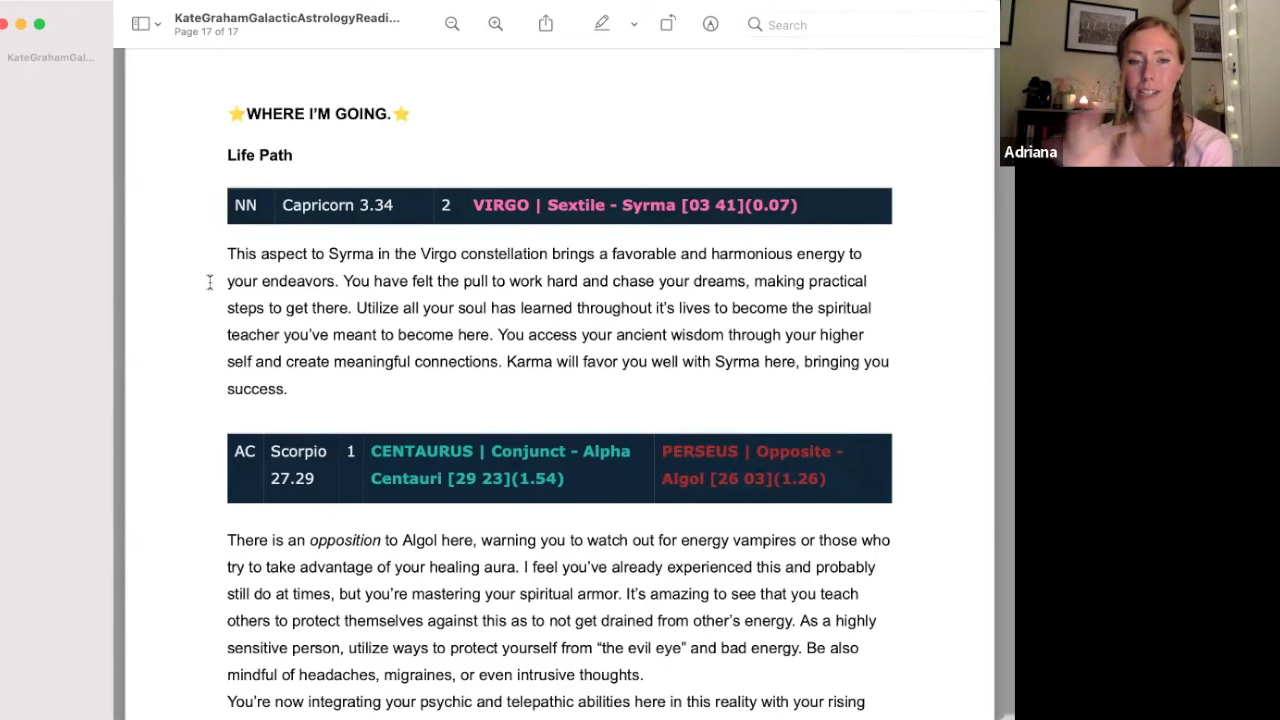 KateGrahamGalacticAstrologyReadi...
Page 17 of 17
Search
KateGrahamGal...
Adriana
⭐WHERE I'M GOING.⭐
Life Path
NN Capricorn 3.34 2 VIRGO | Sextile - Syrma [03 41](0.07)
This aspect to Syrma in the Virgo constellation brings a favorable and harmonious energy to
your endeavors. You have felt the pull to work hard and chase your dreams, making practical
steps to get there. Utilize all your soul has learned throughout it's lives to become the spiritual
teacher you've meant to become here. You access your ancient wisdom through your higher
self and create meaningful connections. Karma will favor you well with Syrma here, bringing you
success.
AC Scorpio 1 CENTAURUS | Conjunct - Alpha PERSEUS | Opposite -
27.29 Centauri [29 23](1.54) Algol [26 03](1.26)
There is an opposition to Algol here, warning you to watch out for energy vampires or those who
try to take advantage of your healing aura. I feel you've already experienced this and probably
still do at times, but you're mastering your spiritual armor. It's amazing to see that you teach
others to protect themselves against this as to not get drained from other's energy. As a highly
sensitive person, utilize ways to protect yourself from “the evil eye” and bad energy. Be also
mindful of headaches, migraines, or even intrusive thoughts.
You're now integrating your psychic and telepathic abilities here in this reality with your rising